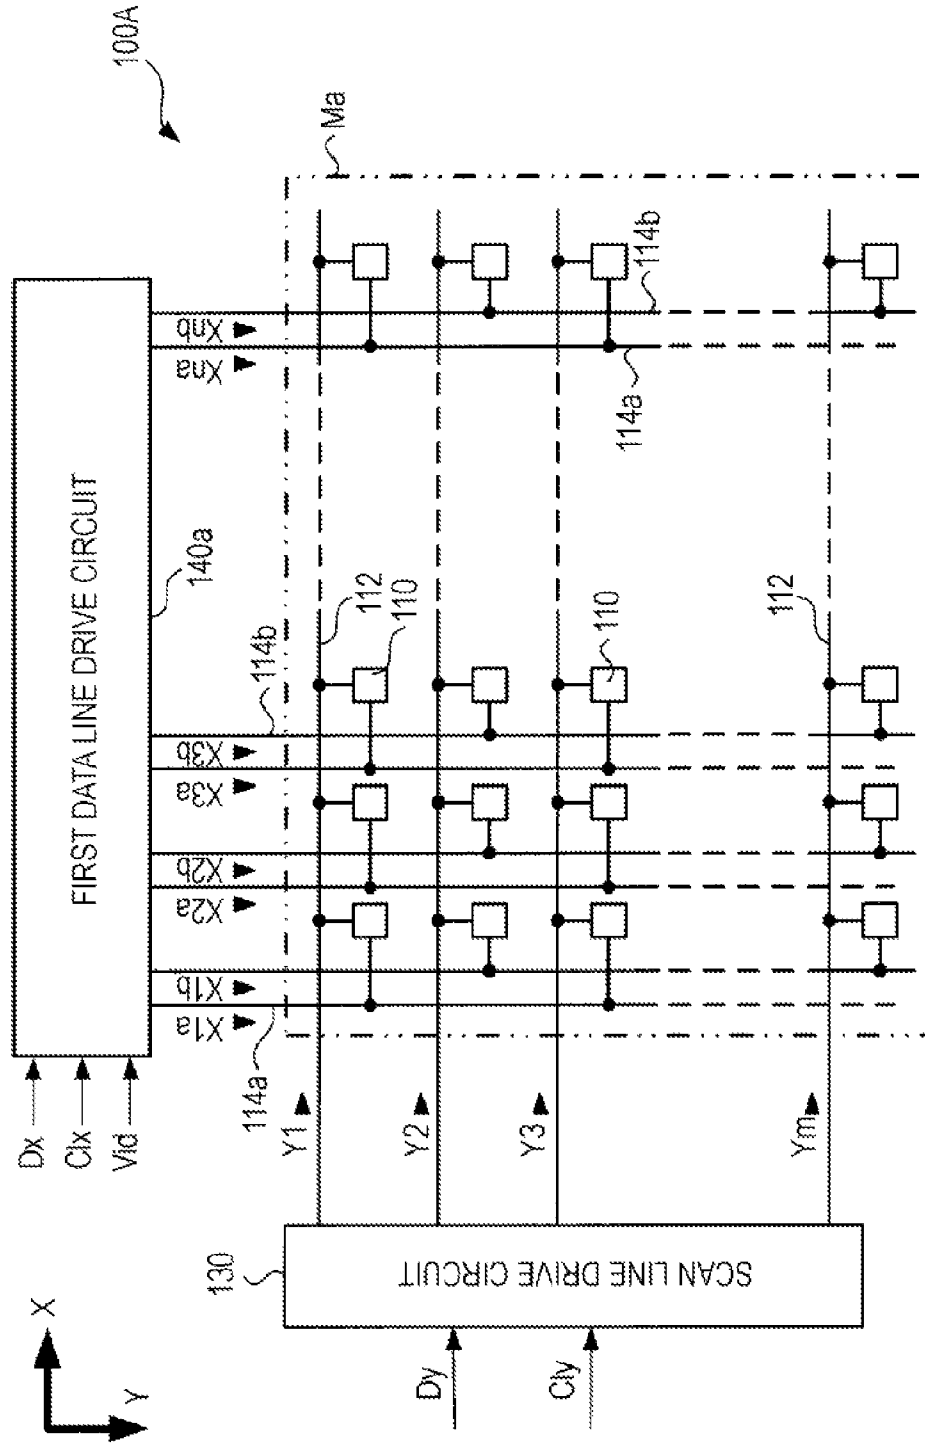 100A
Ma
FIRST DATA LINE DRIVE CIRCUIT
140a
Dx
Clx
Vid
X1a
X1b
X2a
X2b
X3a
X3b
Xna
Xnb
114a
114b
114a
114b
112
110
110
112
Y1
Y2
Y3
Ym
130
SCAN LINE DRIVE CIRCUIT
Dy
Cly
X
Y